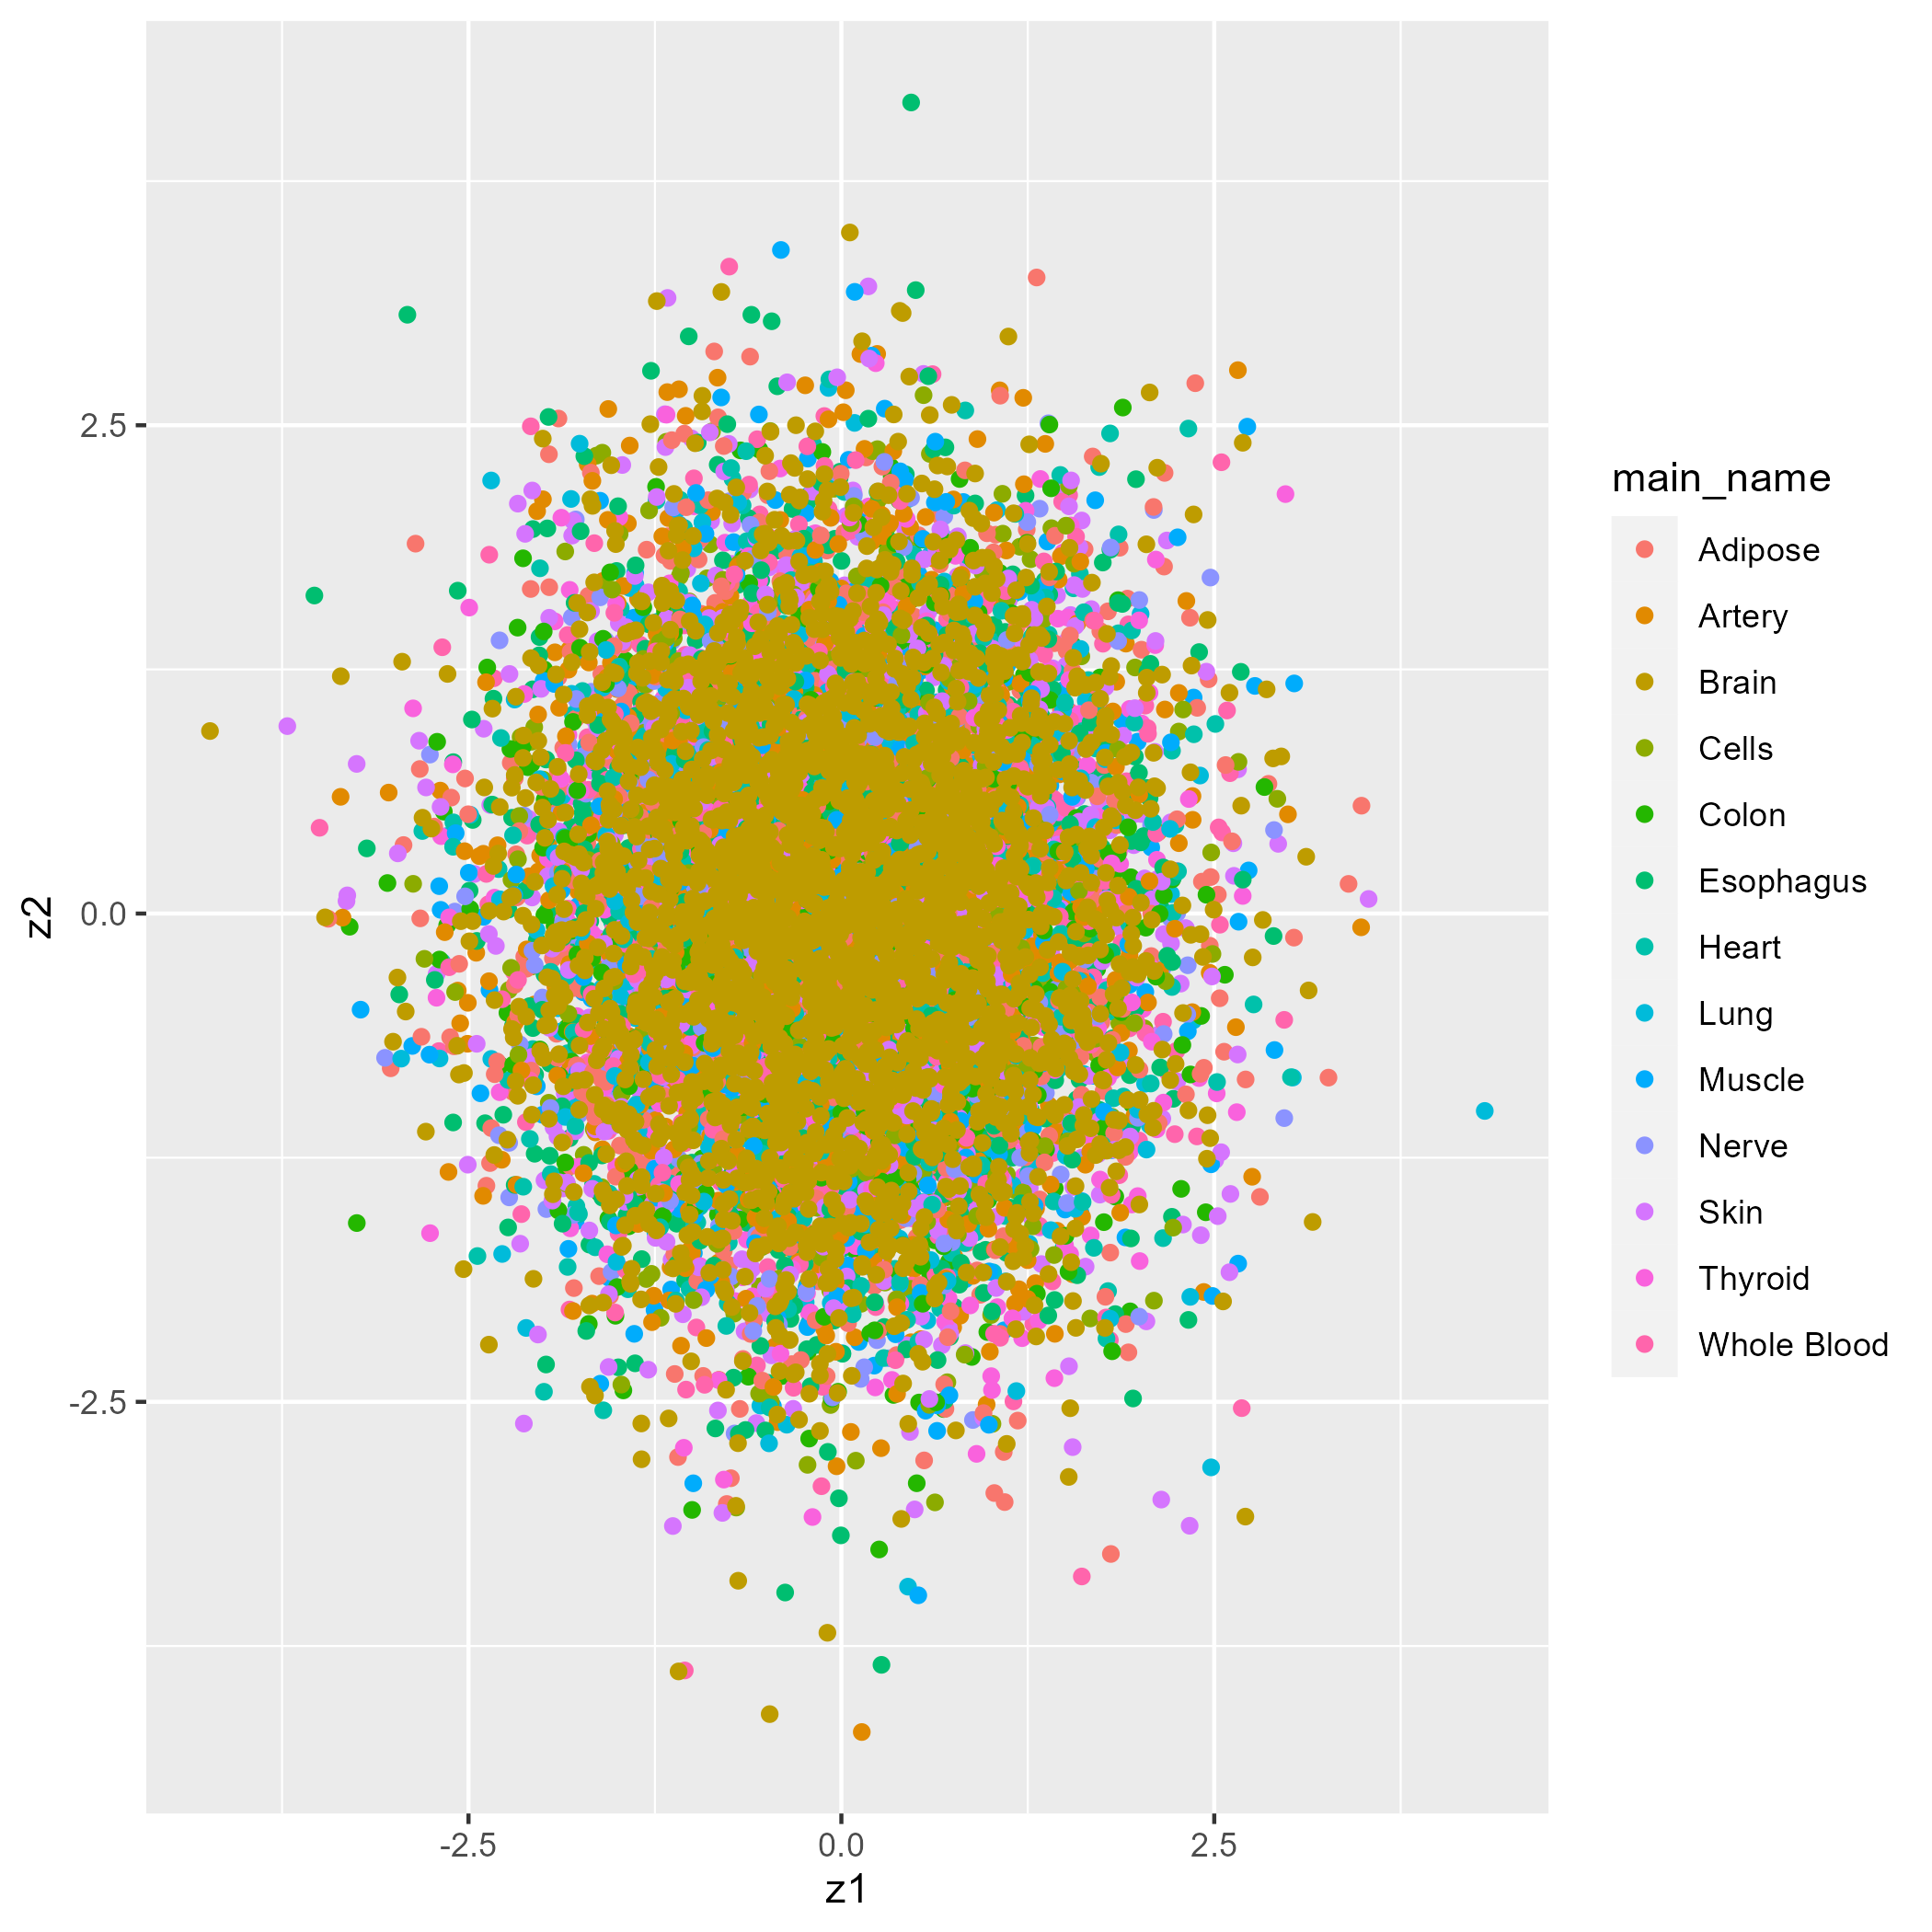 2.5
0.0
-2.5
z2
-2.5
0.0
2.5
z1
main_name
Adipose
Artery
Brain
Cells
Colon
Esophagus
Heart
Lung
Muscle
Nerve
Skin
Thyroid
Whole Blood